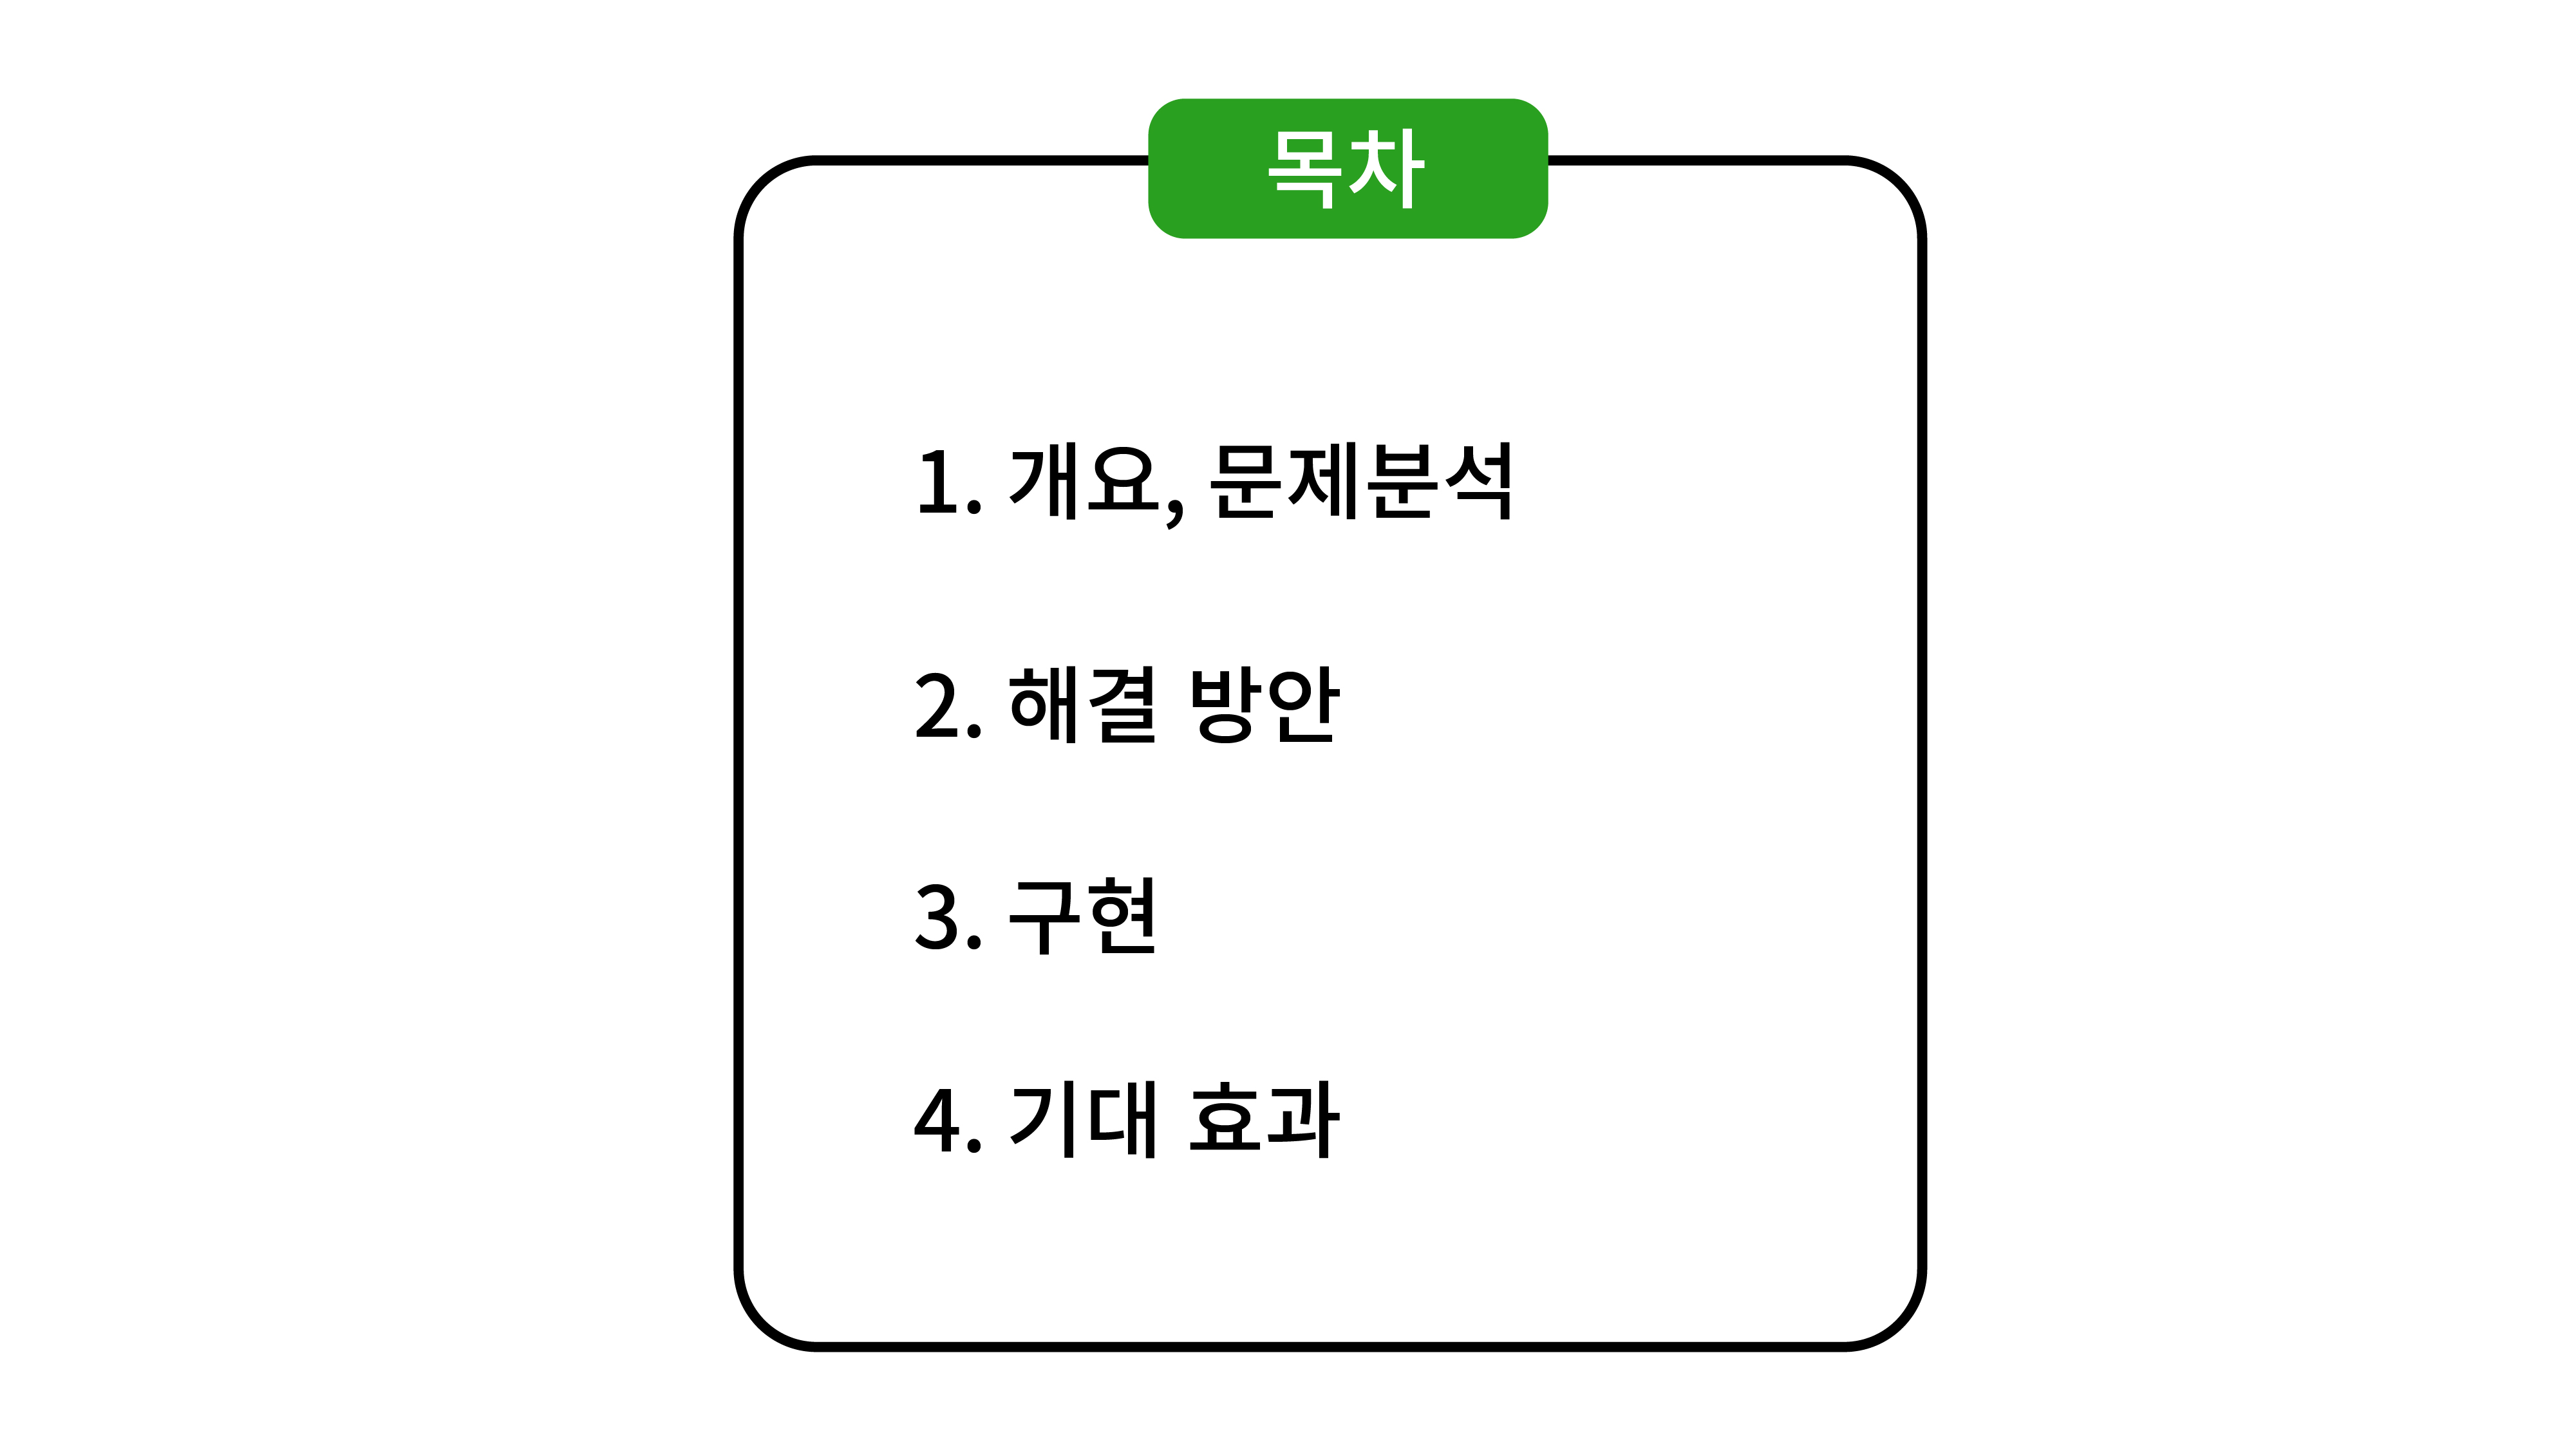 목차
1. 개요, 문제분석
2. 해결 방안
3. 구현
4. 기대 효과